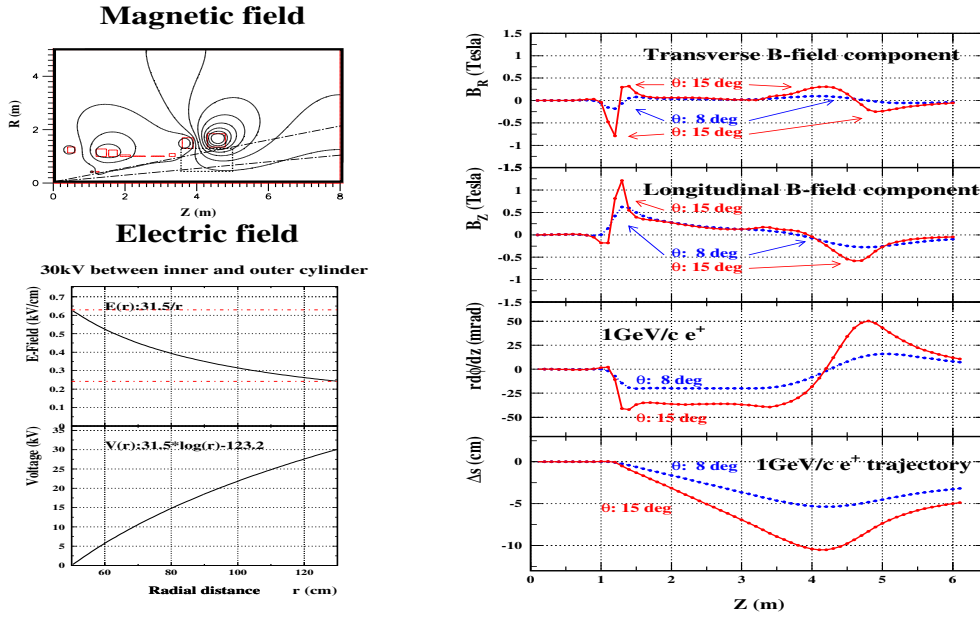 Magnetic field
R (m)
4
2
0
0
2
4
6
8
Z (m)
Electric field
30kV between inner and outer cylinder
E-Field (kV/cm)
0.6
0.5
0.4
0.3
0.2
0.1
0
E(r):31.5/r
Voltage (kV)
35
30
25
20
15
10
5
0
V(r):31.5*log(r)-123.2
60
80
100
120
Radial distance r (cm)
B_R (Tesla)
1.5
1
0.5
0
-0.5
-1
-1.5
Transverse B-field component
θ: 15 deg
θ: 8 deg
θ: 15 deg
B_Z (Tesla)
1
0.5
0
-0.5
-1
-1.5
Longitudinal B-field component
θ: 15 deg
θ: 8 deg
θ: 15 deg
rdϕ/dz (mrad)
50
25
0
-25
-50
1GeV/c e⁺
θ: 8 deg
θ: 15 deg
Δs (cm)
0
-5
-10
θ: 8 deg
1GeV/c e⁺ trajectory
θ: 15 deg
0
1
2
3
4
5
6
Z (m)